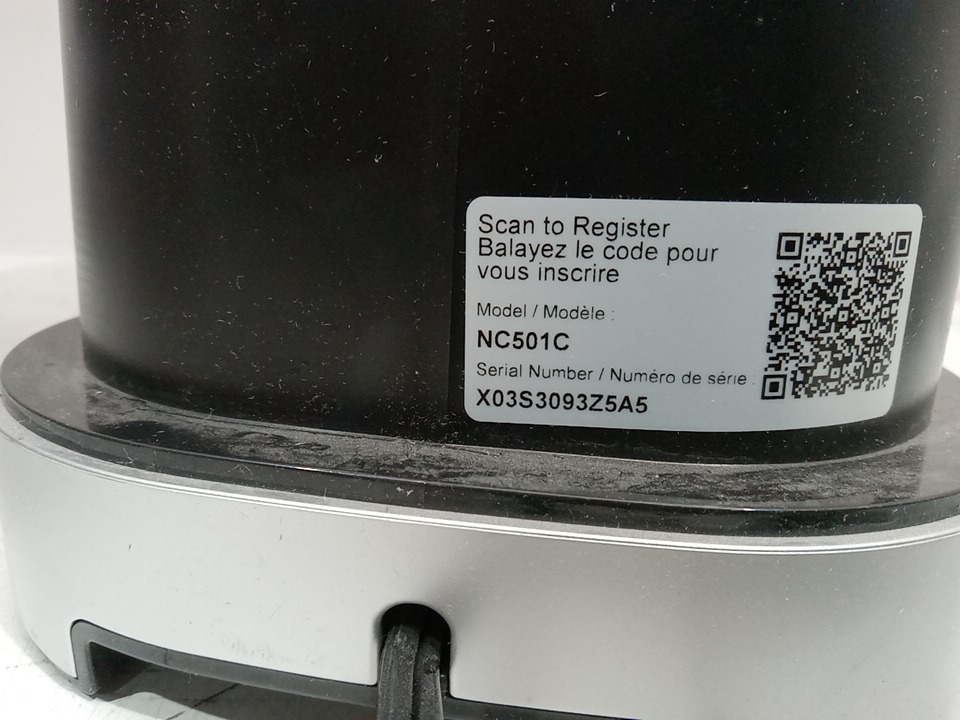 Scan to Register
Balayez le code pour
vous inscrire
Model / Modèle :
NC501C
Serial Number / Numéro de série :
X03S3093Z5A5